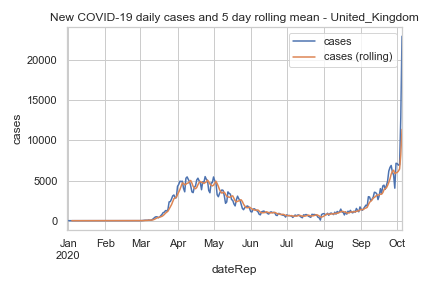 New COVID-19 daily cases and 5 day rolling mean - United_Kingdom
cases
cases (rolling)
20000
15000
10000
5000
0
cases
Jan Feb Mar Apr May Jun Jul Aug Sep Oct
2020
dateRep